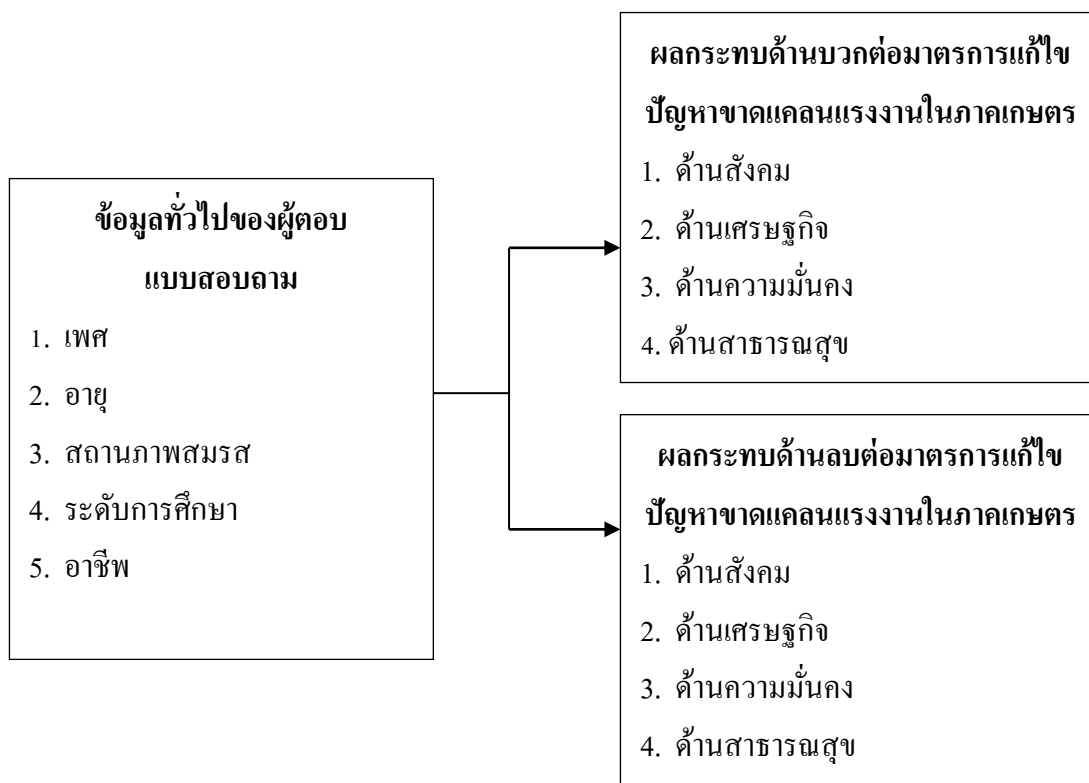 ข้อมูลทั่วไปของผู้ตอบ
แบบสอบถาม
1. เพศ
2. อายุ
3. สถานภาพสมรส
4. ระดับการศึกษา
5. อาชีพ
ผลกระทบด้านบวกต่อมาตรการแก้ไข
ปัญหาขาดแคลนแรงงานในภาคเกษตร
1. ด้านสังคม
2. ด้านเศรษฐกิจ
3. ด้านความมั่นคง
4. ด้านสาธารณสุข
ผลกระทบด้านลบต่อมาตรการแก้ไข
ปัญหาขาดแคลนแรงงานในภาคเกษตร
1. ด้านสังคม
2. ด้านเศรษฐกิจ
3. ด้านความมั่นคง
4. ด้านสาธารณสุข